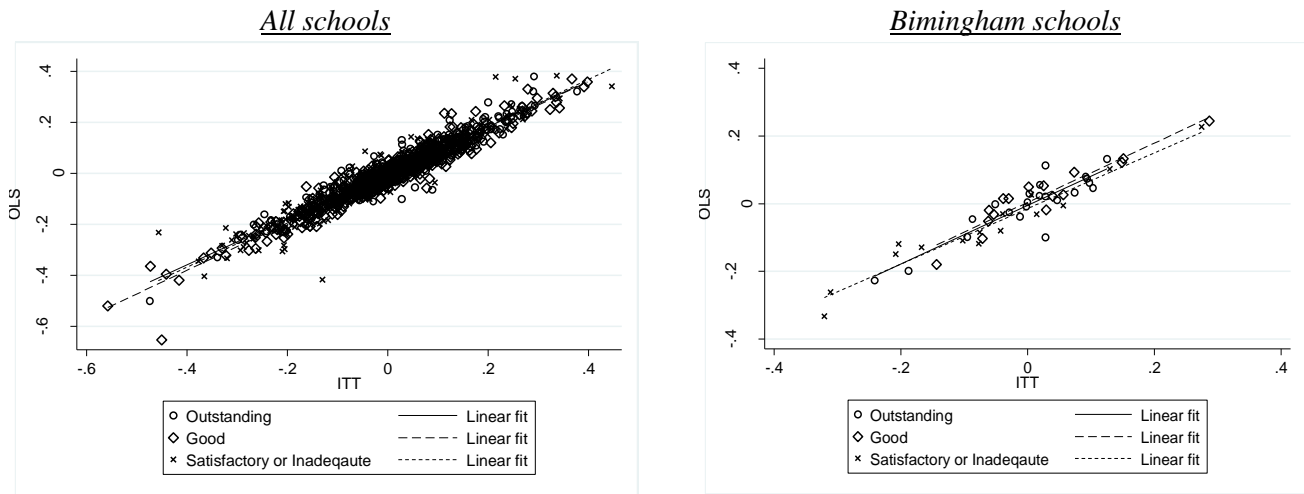 All schools
.4
.2
0
-.2
-.4
-.6
OLS
-.6 -.4 -.2 0 .2 .4
ITT
Outstanding Linear fit
Good Linear fit
Satisfactory or Inadeqaute Linear fit
Bimingham schools
.4
.2
0
-.2
-.4
OLS
-.4 -.2 0 .2 .4
ITT
Outstanding Linear fit
Good Linear fit
Satisfactory or Inadeqaute Linear fit